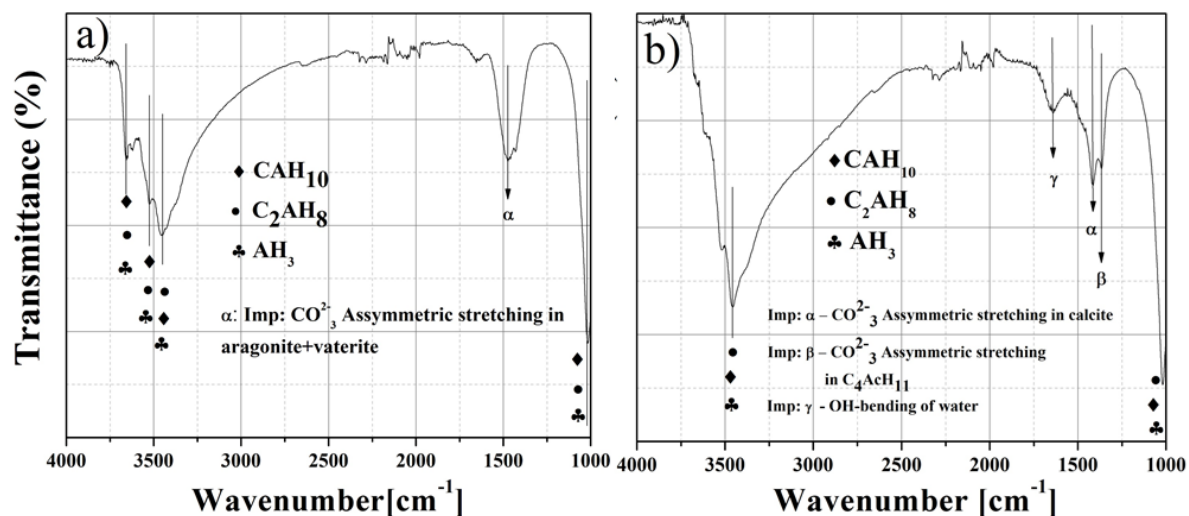 a)
Transmittance (%)
♦ CAH₁₀
● C₂AH₈
♣ AH₃
α
α: Imp: CO²⁻₃ Assymmetric stretching in
aragonite+vaterite
4000 3500 3000 2500 2000 1500 1000
Wavenumber[cm⁻¹]
b)
♦ CAH₁₀
● C₂AH₈
♣ AH₃
γ
α
β
Imp: α – CO²⁻₃ Assymmetric stretching in calcite
Imp: β – CO²⁻₃ Assymmetric stretching
in C₄AcH₁₁
Imp: γ - OH-bending of water
4000 3500 3000 2500 2000 1500 1000
Wavenumber [cm⁻¹]